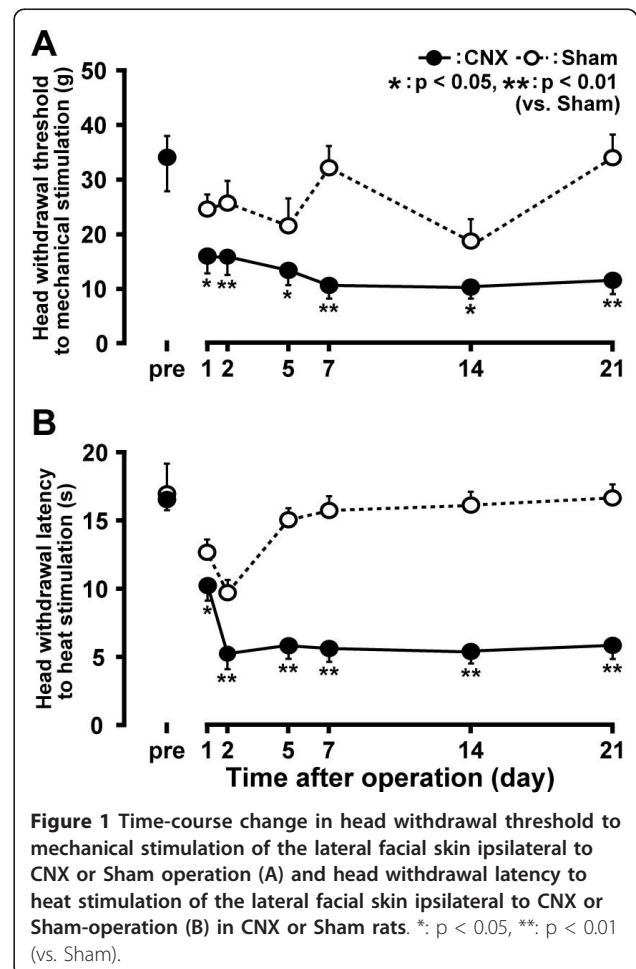 A
●:CNX ○:Sham
*: p < 0.05, **: p < 0.01
(vs. Sham)
Head withdrawal threshold
to mechanical stimulation (g)
50
40
30
20
10
0
* ** * ** * **
pre 1 2 5 7 14 21
B
Head withdrawal latency
to heat stimulation (s)
20
15
10
5
0
* ** ** ** ** **
pre 1 2 5 7 14 21
Time after operation (day)
Figure 1 Time-course change in head withdrawal threshold to
mechanical stimulation of the lateral facial skin ipsilateral to
CNX or Sham operation (A) and head withdrawal latency to
heat stimulation of the lateral facial skin ipsilateral to CNX or
Sham-operation (B) in CNX or Sham rats. *: p < 0.05, **: p < 0.01
(vs. Sham).